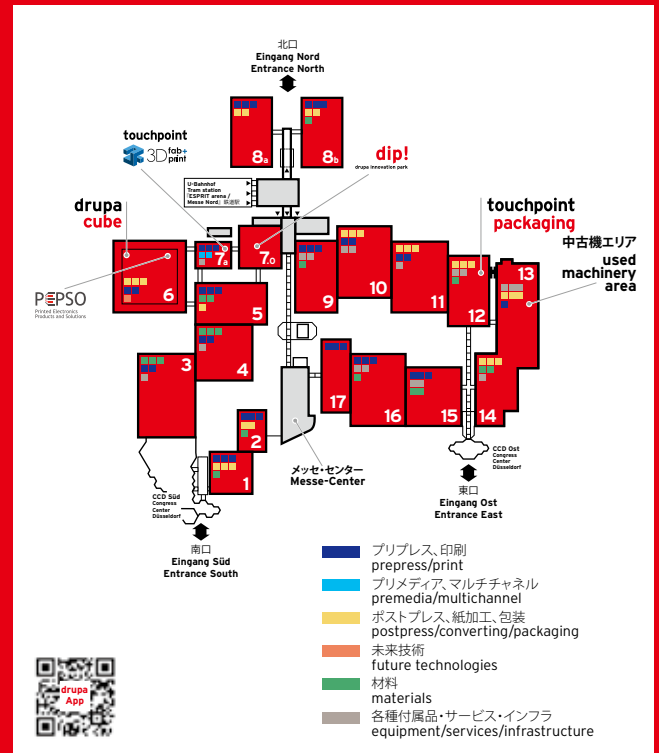 北口
Eingang Nord
Entrance North
touchpoint
3D fab+
print
8a
8b
dip!
drupa innovation park
U-Bahnhof
Tram station
「ESPRIT arena /
Messe Nord」鉄道駅
drupa
cube
touchpoint
packaging
中古機エリア
used
machinery
area
7a
7.0
6
PEPSO
Printed Electronics
Products and Solutions
5
9
10
11
12
13
3
4
17
16
15
14
2
1
メッセ・センター
Messe-Center
CCD Süd
Congress
Center
Düsseldorf
CCD Ost
Congress
Center
Düsseldorf
南口
Eingang Süd
Entrance South
東口
Eingang Ost
Entrance East
プリプレス、印刷
prepress/print
プリメディア、マルチチャネル
premedia/multichannel
ポストプレス、紙加工、包装
postpress/converting/packaging
未来技術
future technologies
材料
materials
各種付属品・サービス・インフラ
equipment/services/infrastructure
drupa
App